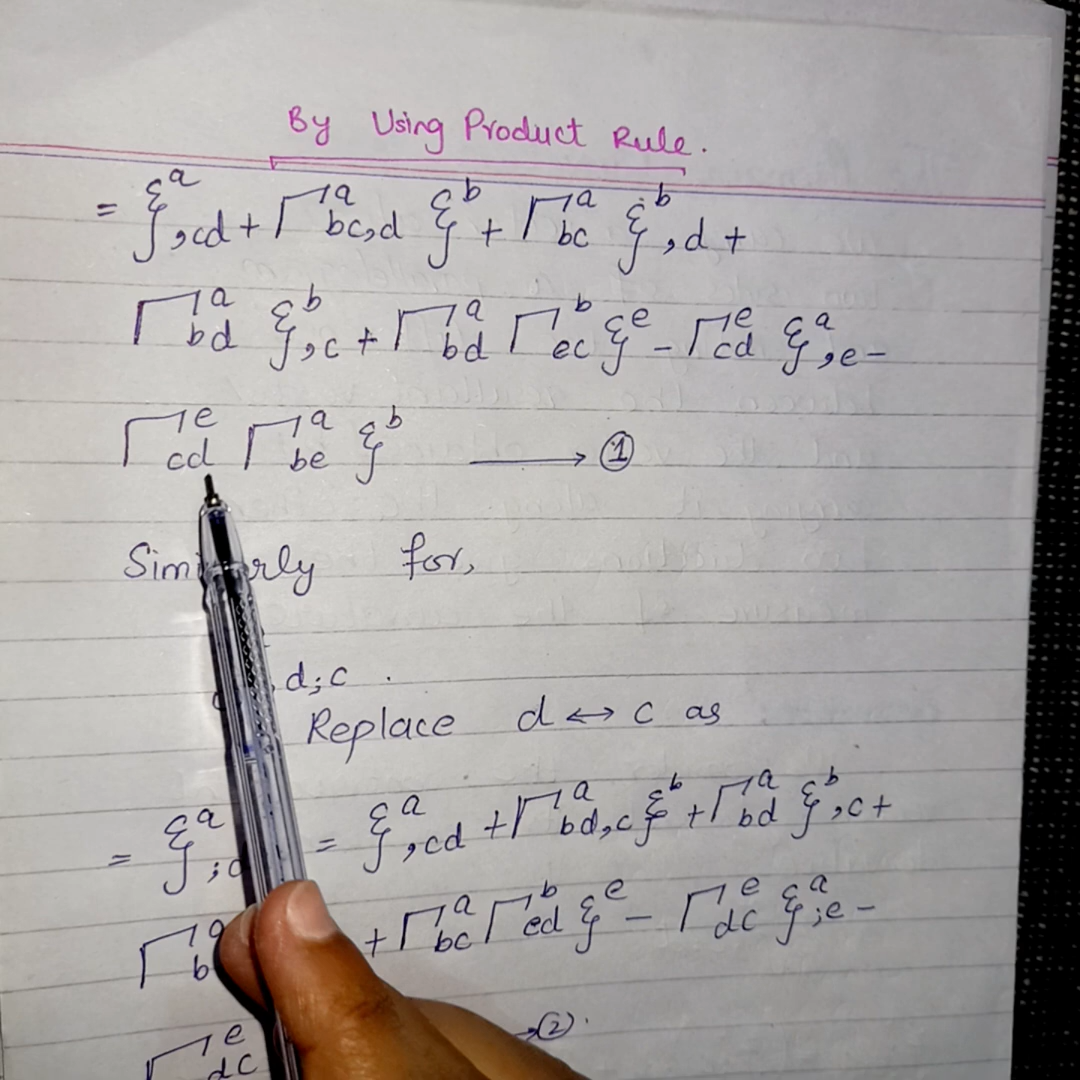 By Using Product Rule.
= ξ^a_{,cd} + Γ^a_{bc,d} ξ^b + Γ^a_{bc} ξ^b_{,d} +
Γ^a_{bd} ξ^b_{,c} + Γ^a_{bd} Γ^b_{ec} ξ^e - Γ^e_{cd} ξ^a_{,e} -
Γ^e_{cd} Γ^a_{be} ξ^b → ①
for,
d;c .
Replace d ↔ c as
= ξ^a_{; = ξ^a_{,cd} + Γ^a_{bd,c} ξ^b + Γ^a_{bd} ξ^b_{,c} +
Γ^a_b + Γ^a_{bc} Γ^b_{ed} ξ^e - Γ^e_{dc} ξ^a_{;e} -
Γ^e_{dc} → (2).